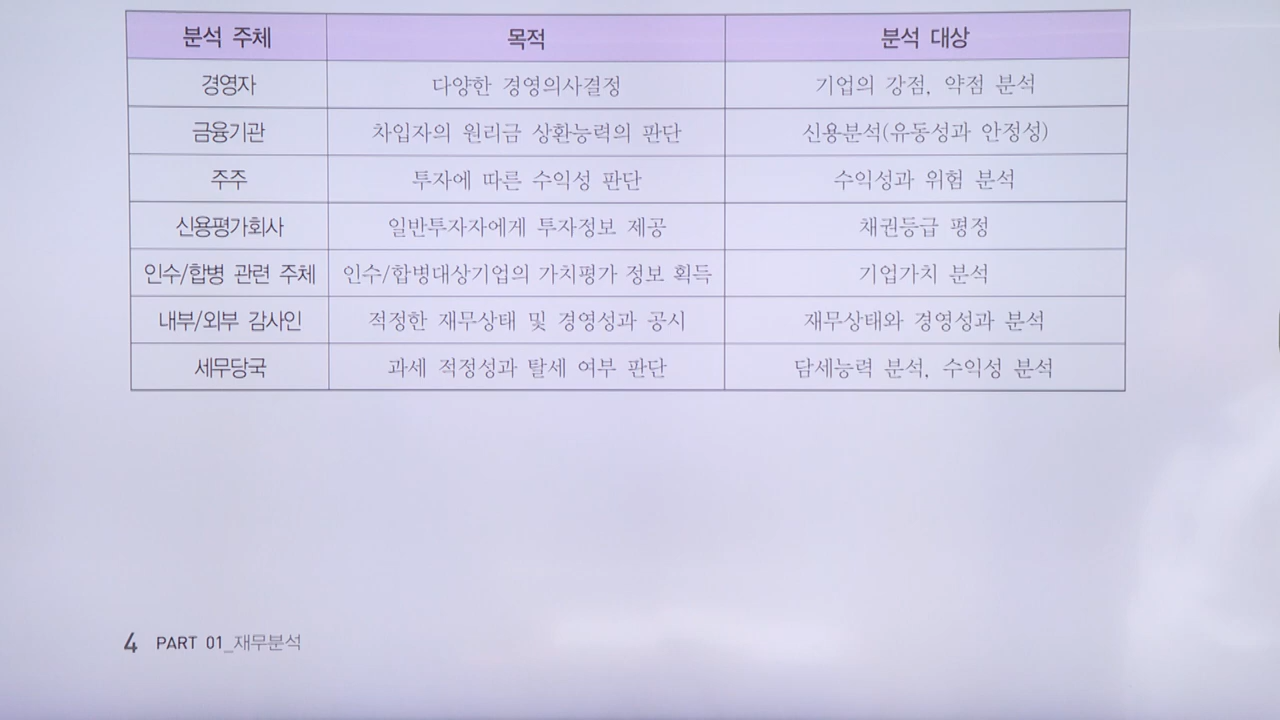 분석 주체 목적 분석 대상
경영자 다양한 경영의사결정 기업의 강점, 약점 분석
금융기관 차입자의 원리금 상환능력의 판단 신용분석(유동성과 안정성)
주주 투자에 따른 수익성 판단 수익성과 위험 분석
신용평가회사 일반투자자에게 투자정보 제공 채권등급 평정
인수/합병 관련 주체 인수/합병대상기업의 가치평가 정보 획득 기업가치 분석
내부/외부 감사인 적정한 재무상태 및 경영성과 공시 재무상태와 경영성과 분석
세무당국 과세 적정성과 탈세 여부 판단 담세능력 분석, 수익성 분석
4 PART 01_재무분석